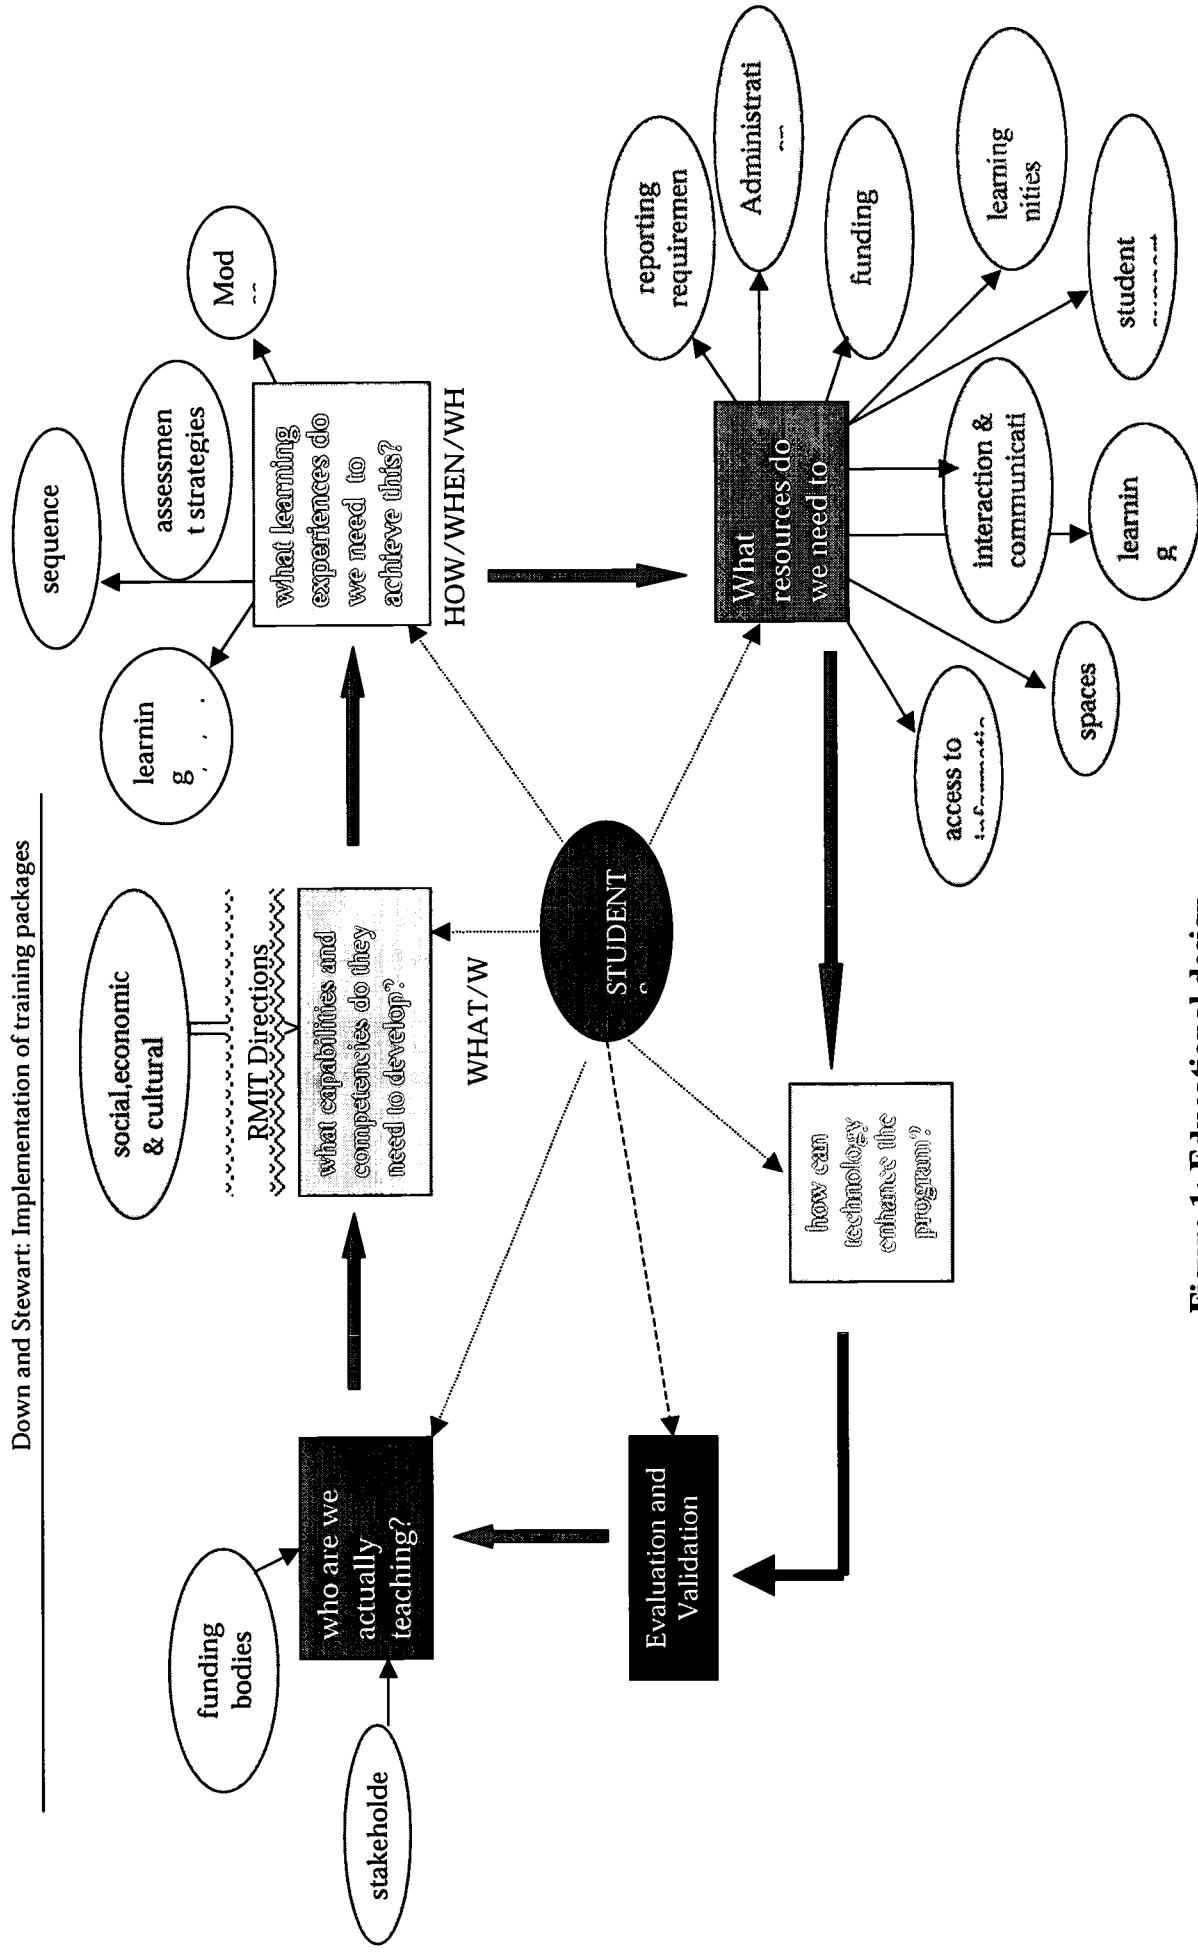 Down and Stewart: Implementation of training packages
social,economic
& cultural
RMIT Directions
funding
bodies
stakeholde
who are we
actually
teaching?
what capabilities and
competencies do they
need to develop?
WHAT/W
learnin
g
sequence
assessmen
t strategies
Mod
what learning
experiences do
we need to
achieve this?
HOW/WHEN/WH
STUDENT
Evaluation and
Validation
how can
technology
enhance the
program?
What
resources do
we need to
reporting
requiremen
Administrati
funding
learning
nities
student
interaction &
communicati
learnin
g
spaces
access to